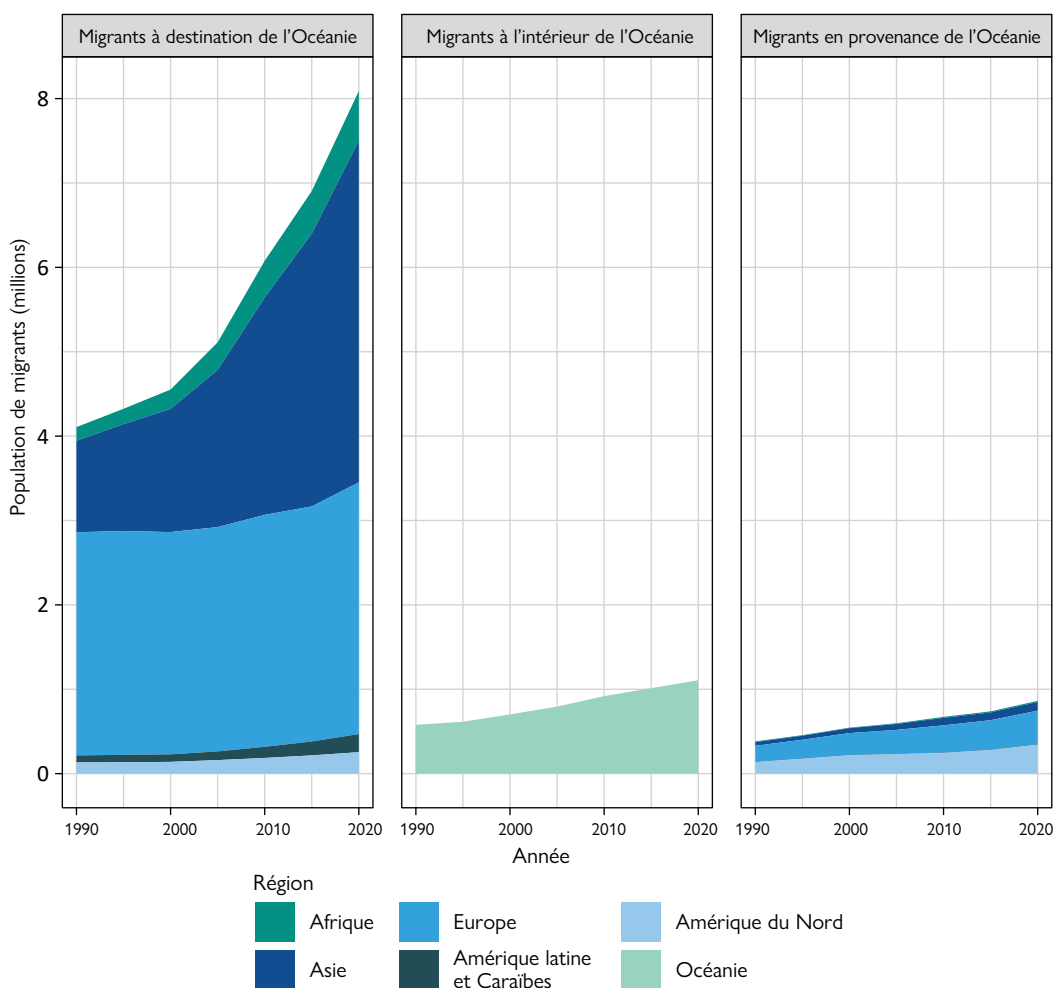 Migrants à destination de l’Océanie
Migrants à l’intérieur de l’Océanie
Migrants en provenance de l’Océanie
Population de migrants (millions)
8
6
4
2
0
1990 2000 2010 2020
1990 2000 2010 2020
1990 2000 2010 2020
Année
Région
Afrique
Europe
Amérique du Nord
Asie
Amérique latine
et Caraïbes
Océanie